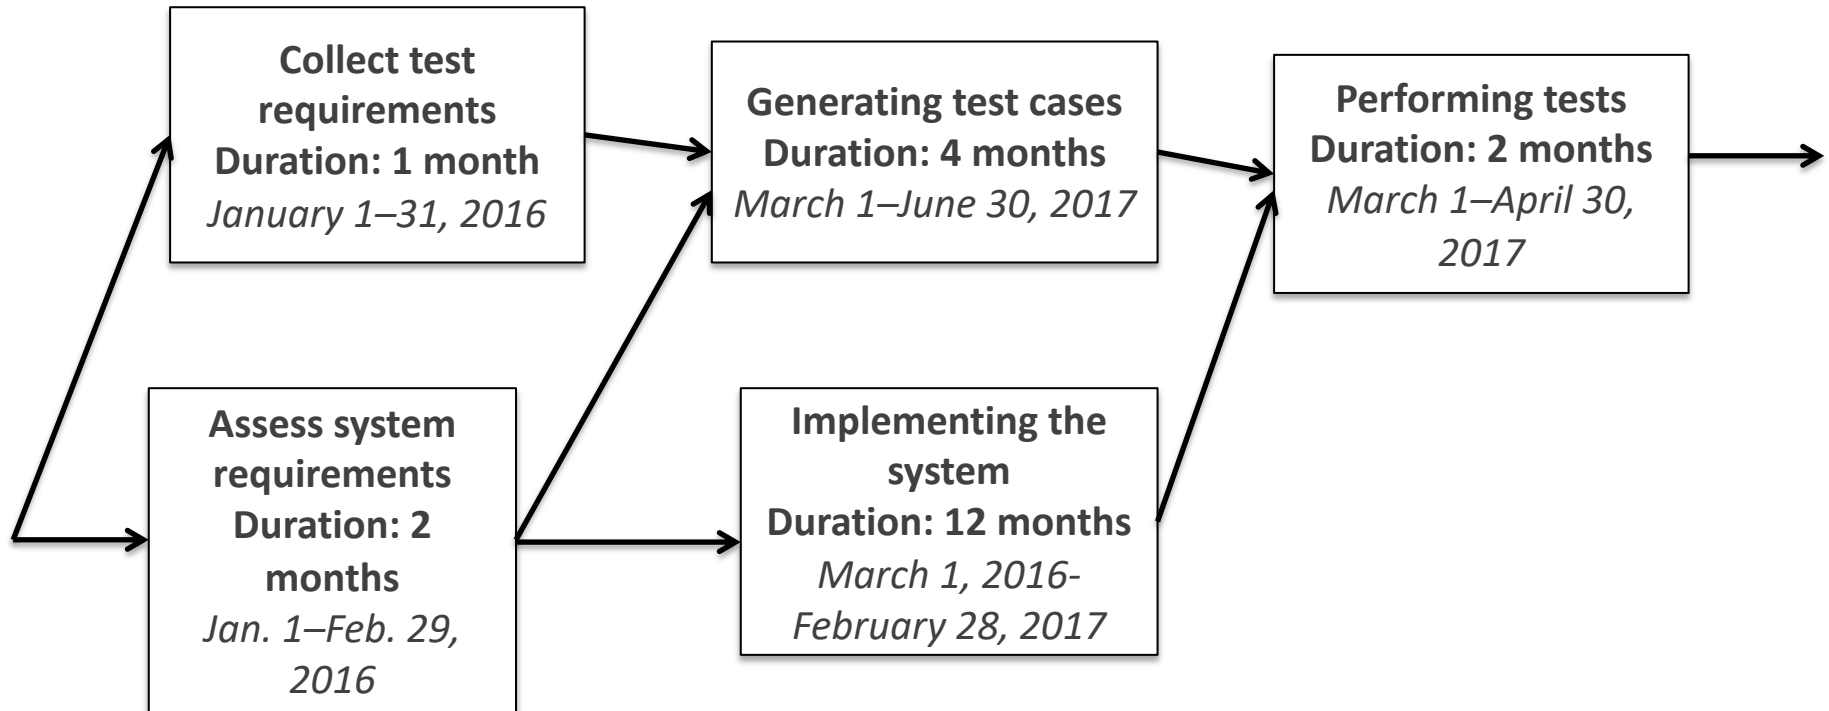 Collect test
requirements
Duration: 1 month
January 1–31, 2016
Generating test cases
Duration: 4 months
March 1–June 30, 2017
Performing tests
Duration: 2 months
March 1–April 30,
2017
Assess system
requirements
Duration: 2
months
Jan. 1–Feb. 29,
2016
Implementing the
system
Duration: 12 months
March 1, 2016-
February 28, 2017